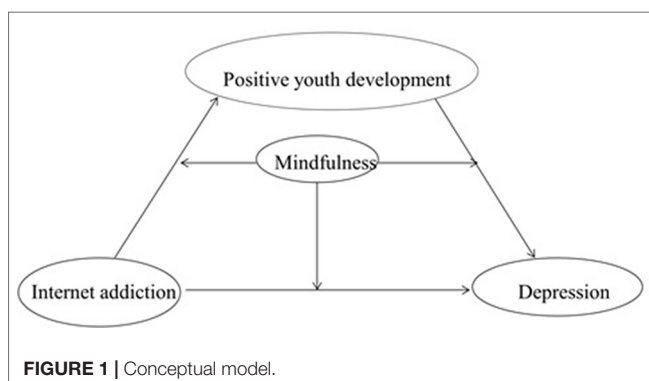 Positive youth development
Mindfulness
Internet addiction
Depression
FIGURE 1 | Conceptual model.